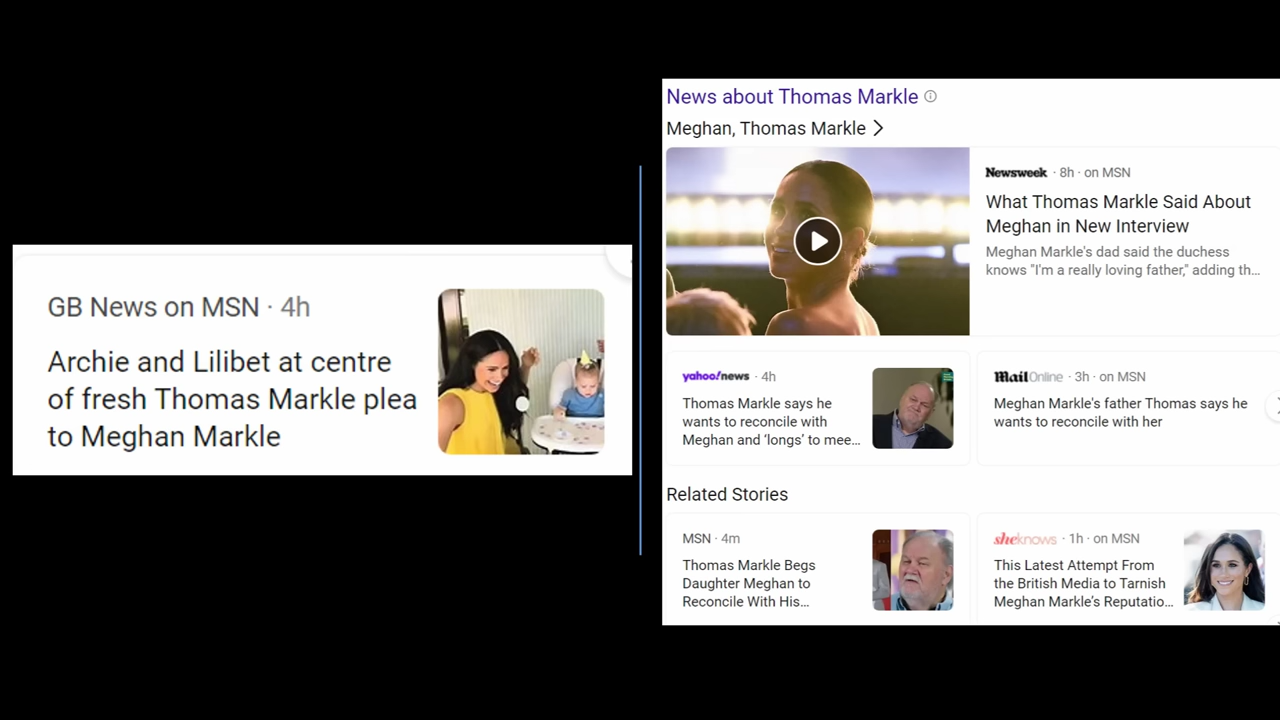 GB News on MSN · 4h
Archie and Lilibet at centre
of fresh Thomas Markle plea
to Meghan Markle
News about Thomas Markle
Meghan, Thomas Markle
Newsweek · 8h · on MSN
What Thomas Markle Said About
Meghan in New Interview
Meghan Markle's dad said the duchess
knows "I'm a really loving father," adding th...
yahoo!news · 4h
Thomas Markle says he
wants to reconcile with
Meghan and ‘longs’ to mee...
Mail Online · 3h · on MSN
Meghan Markle's father Thomas says he
wants to reconcile with her
Related Stories
MSN · 4m
Thomas Markle Begs
Daughter Meghan to
Reconcile With His...
sheknows · 1h · on MSN
This Latest Attempt From
the British Media to Tarnish
Meghan Markle’s Reputatio...